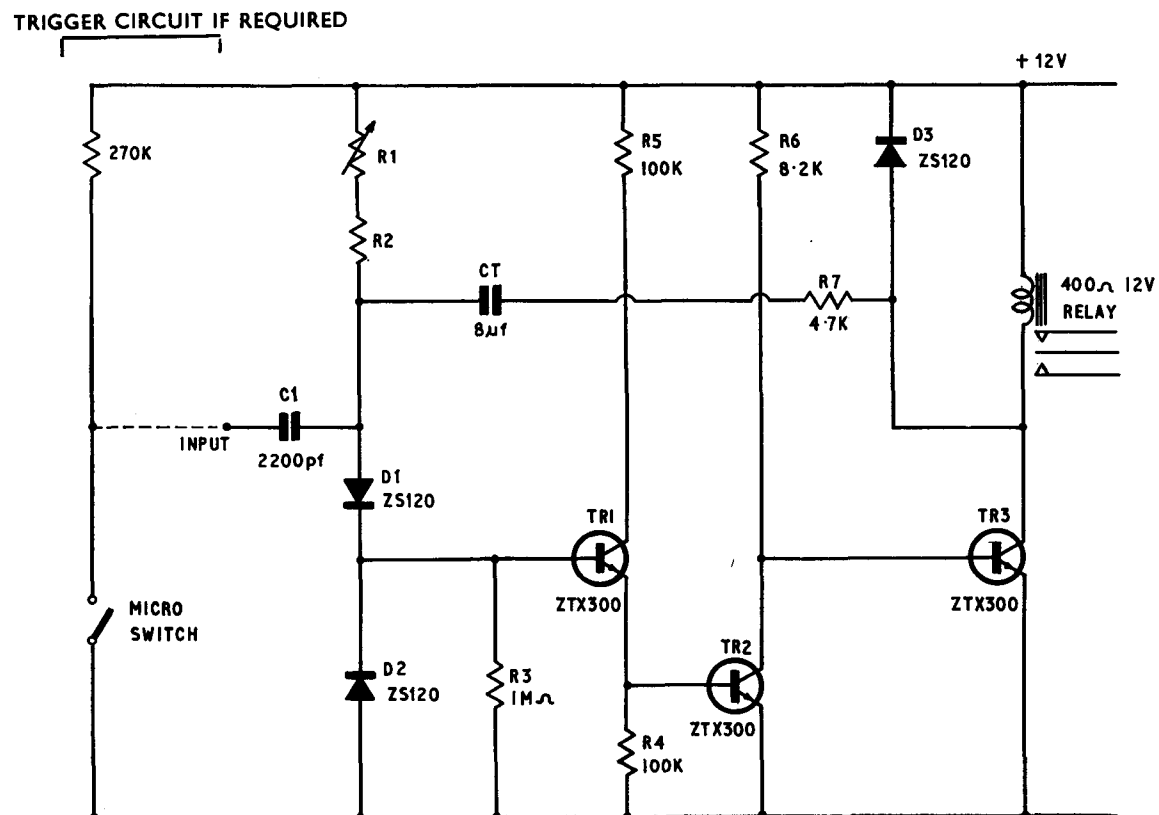 TRIGGER CIRCUIT IF REQUIRED
+ 12V
270K
R1
R5
100K
R6
8·2K
D3
ZS120
R2
CT
8µf
R7
4·7K
400Ω 12V
RELAY
C1
2200pf
INPUT
D1
ZS120
TR1
ZTX300
TR3
ZTX300
MICRO
SWITCH
D2
ZS120
R3
1MΩ
TR2
ZTX300
R4
100K